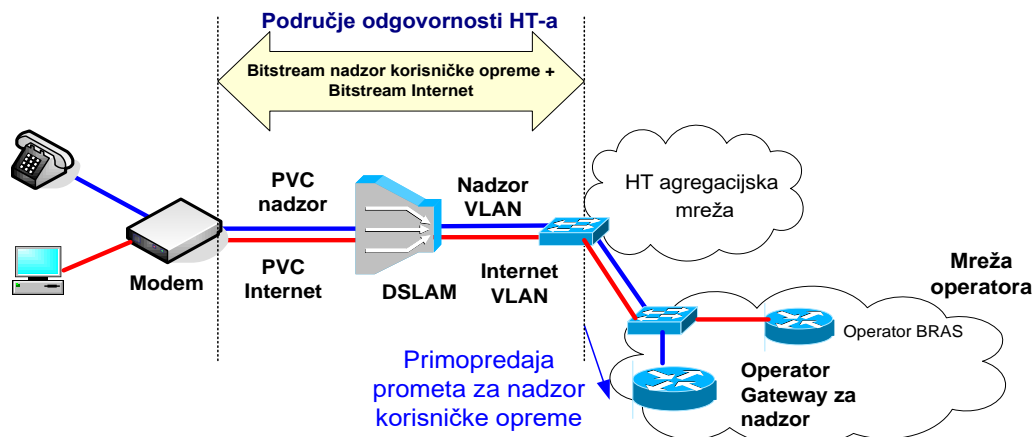 Područje odgovornosti HT-a
Bitstream nadzor korisničke opreme +
Bitstream Internet
HT agregacijska
mreža
PVC
nadzor
Nadzor
VLAN
Modem
PVC
Internet
DSLAM
Internet
VLAN
Mreža
operatora
Operator BRAS
Primopredaja
prometa za nadzor
korisničke opreme
Operator
Gateway za
nadzor